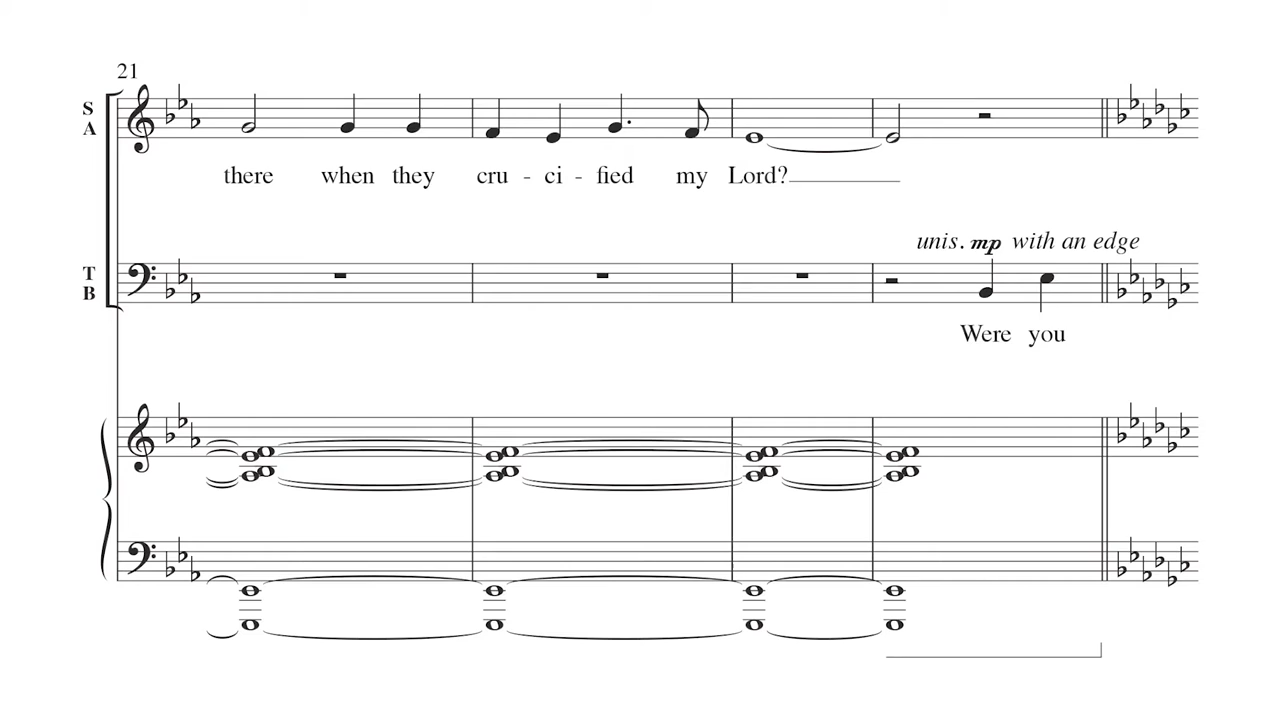 21
S
A
there when they cru - ci - fied my Lord?
unis. mp with an edge
T
B
Were you